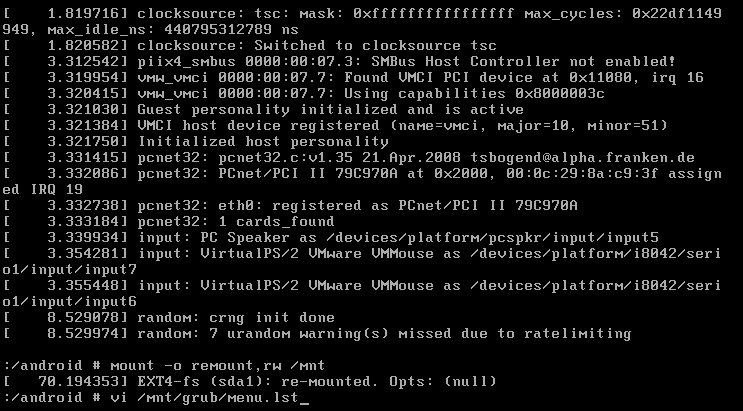 [    1.819716] clocksource: tsc: mask: 0xffffffffffffffff max_cycles: 0x22df1149
949, max_idle_ns: 440795312789 ns
[    1.820582] clocksource: Switched to clocksource tsc
[    3.312542] piix4_smbus 0000:00:07.3: SMBus Host Controller not enabled!
[    3.319954] vmw_vmci 0000:00:07.7: Found VMCI PCI device at 0x11080, irq 16
[    3.320415] vmw_vmci 0000:00:07.7: Using capabilities 0x8000003c
[    3.321030] Guest personality initialized and is active
[    3.321384] VMCI host device registered (name=vmci, major=10, minor=51)
[    3.321750] Initialized host personality
[    3.331415] pcnet32: pcnet32.c:v1.35 21.Apr.2008 tsbogend@alpha.franken.de
[    3.332086] pcnet32: PCnet/PCI II 79C970A at 0x2000, 00:0c:29:8a:c9:3f assign
ed IRQ 19
[    3.332738] pcnet32: eth0: registered as PCnet/PCI II 79C970A
[    3.333184] pcnet32: 1 cards_found
[    3.339934] input: PC Speaker as /devices/platform/pcspkr/input/input5
[    3.354281] input: VirtualPS/2 VMware VMMouse as /devices/platform/i8042/seri
o1/input/input7
[    3.355448] input: VirtualPS/2 VMware VMMouse as /devices/platform/i8042/seri
o1/input/input6
[    8.529078] random: crng init done
[    8.529974] random: 7 urandom warning(s) missed due to ratelimiting

:/android # mount -o remount,rw /mnt
[   70.194353] EXT4-fs (sda1): re-mounted. Opts: (null)
:/android # vi /mnt/grub/menu.lst_